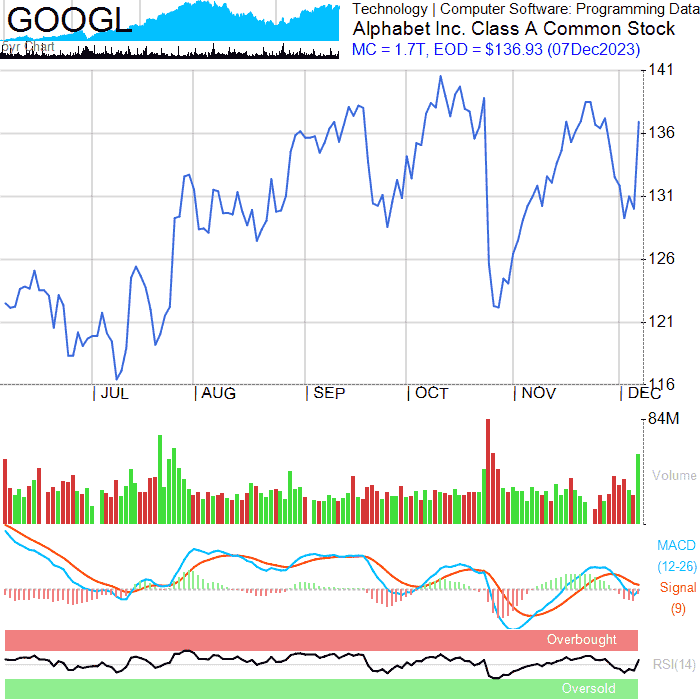 GOOGL
Technology | Computer Software: Programming Data
Alphabet Inc. Class A Common Stock
MC = 1.7T, EOD = $136.93 (07Dec2023)
Chart
141
136
131
126
121
116
| JUL | AUG | SEP | OCT | NOV | DEC
84M
Volume
MACD
(12-26)
Signal
(9)
Overbought
RSI(14)
Oversold